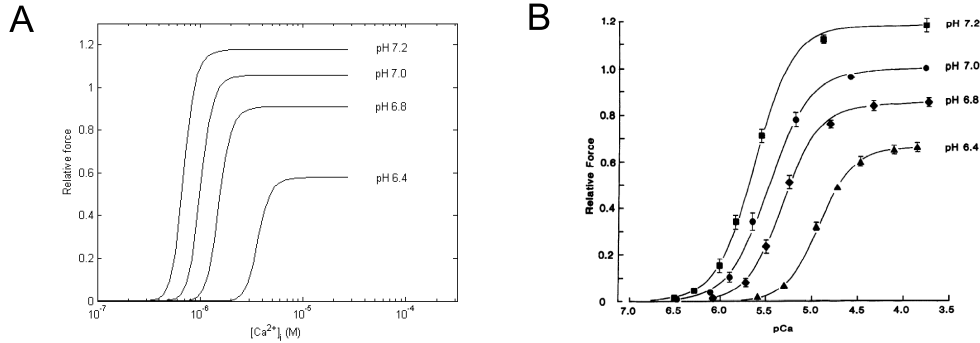 A
Relative force
1.2
1
0.8
0.6
0.4
0.2
0
pH 7.2
pH 7.0
pH 6.8
pH 6.4
10⁻⁷
10⁻⁶
10⁻⁵
10⁻⁴
[Ca²⁺]ᵢ (M)
B
Relative Force
1.2
1.0
0.8
0.6
0.4
0.2
0
pH 7.2
pH 7.0
pH 6.8
pH 6.4
7.0
6.5
6.0
5.5
5.0
4.5
4.0
3.5
pCa